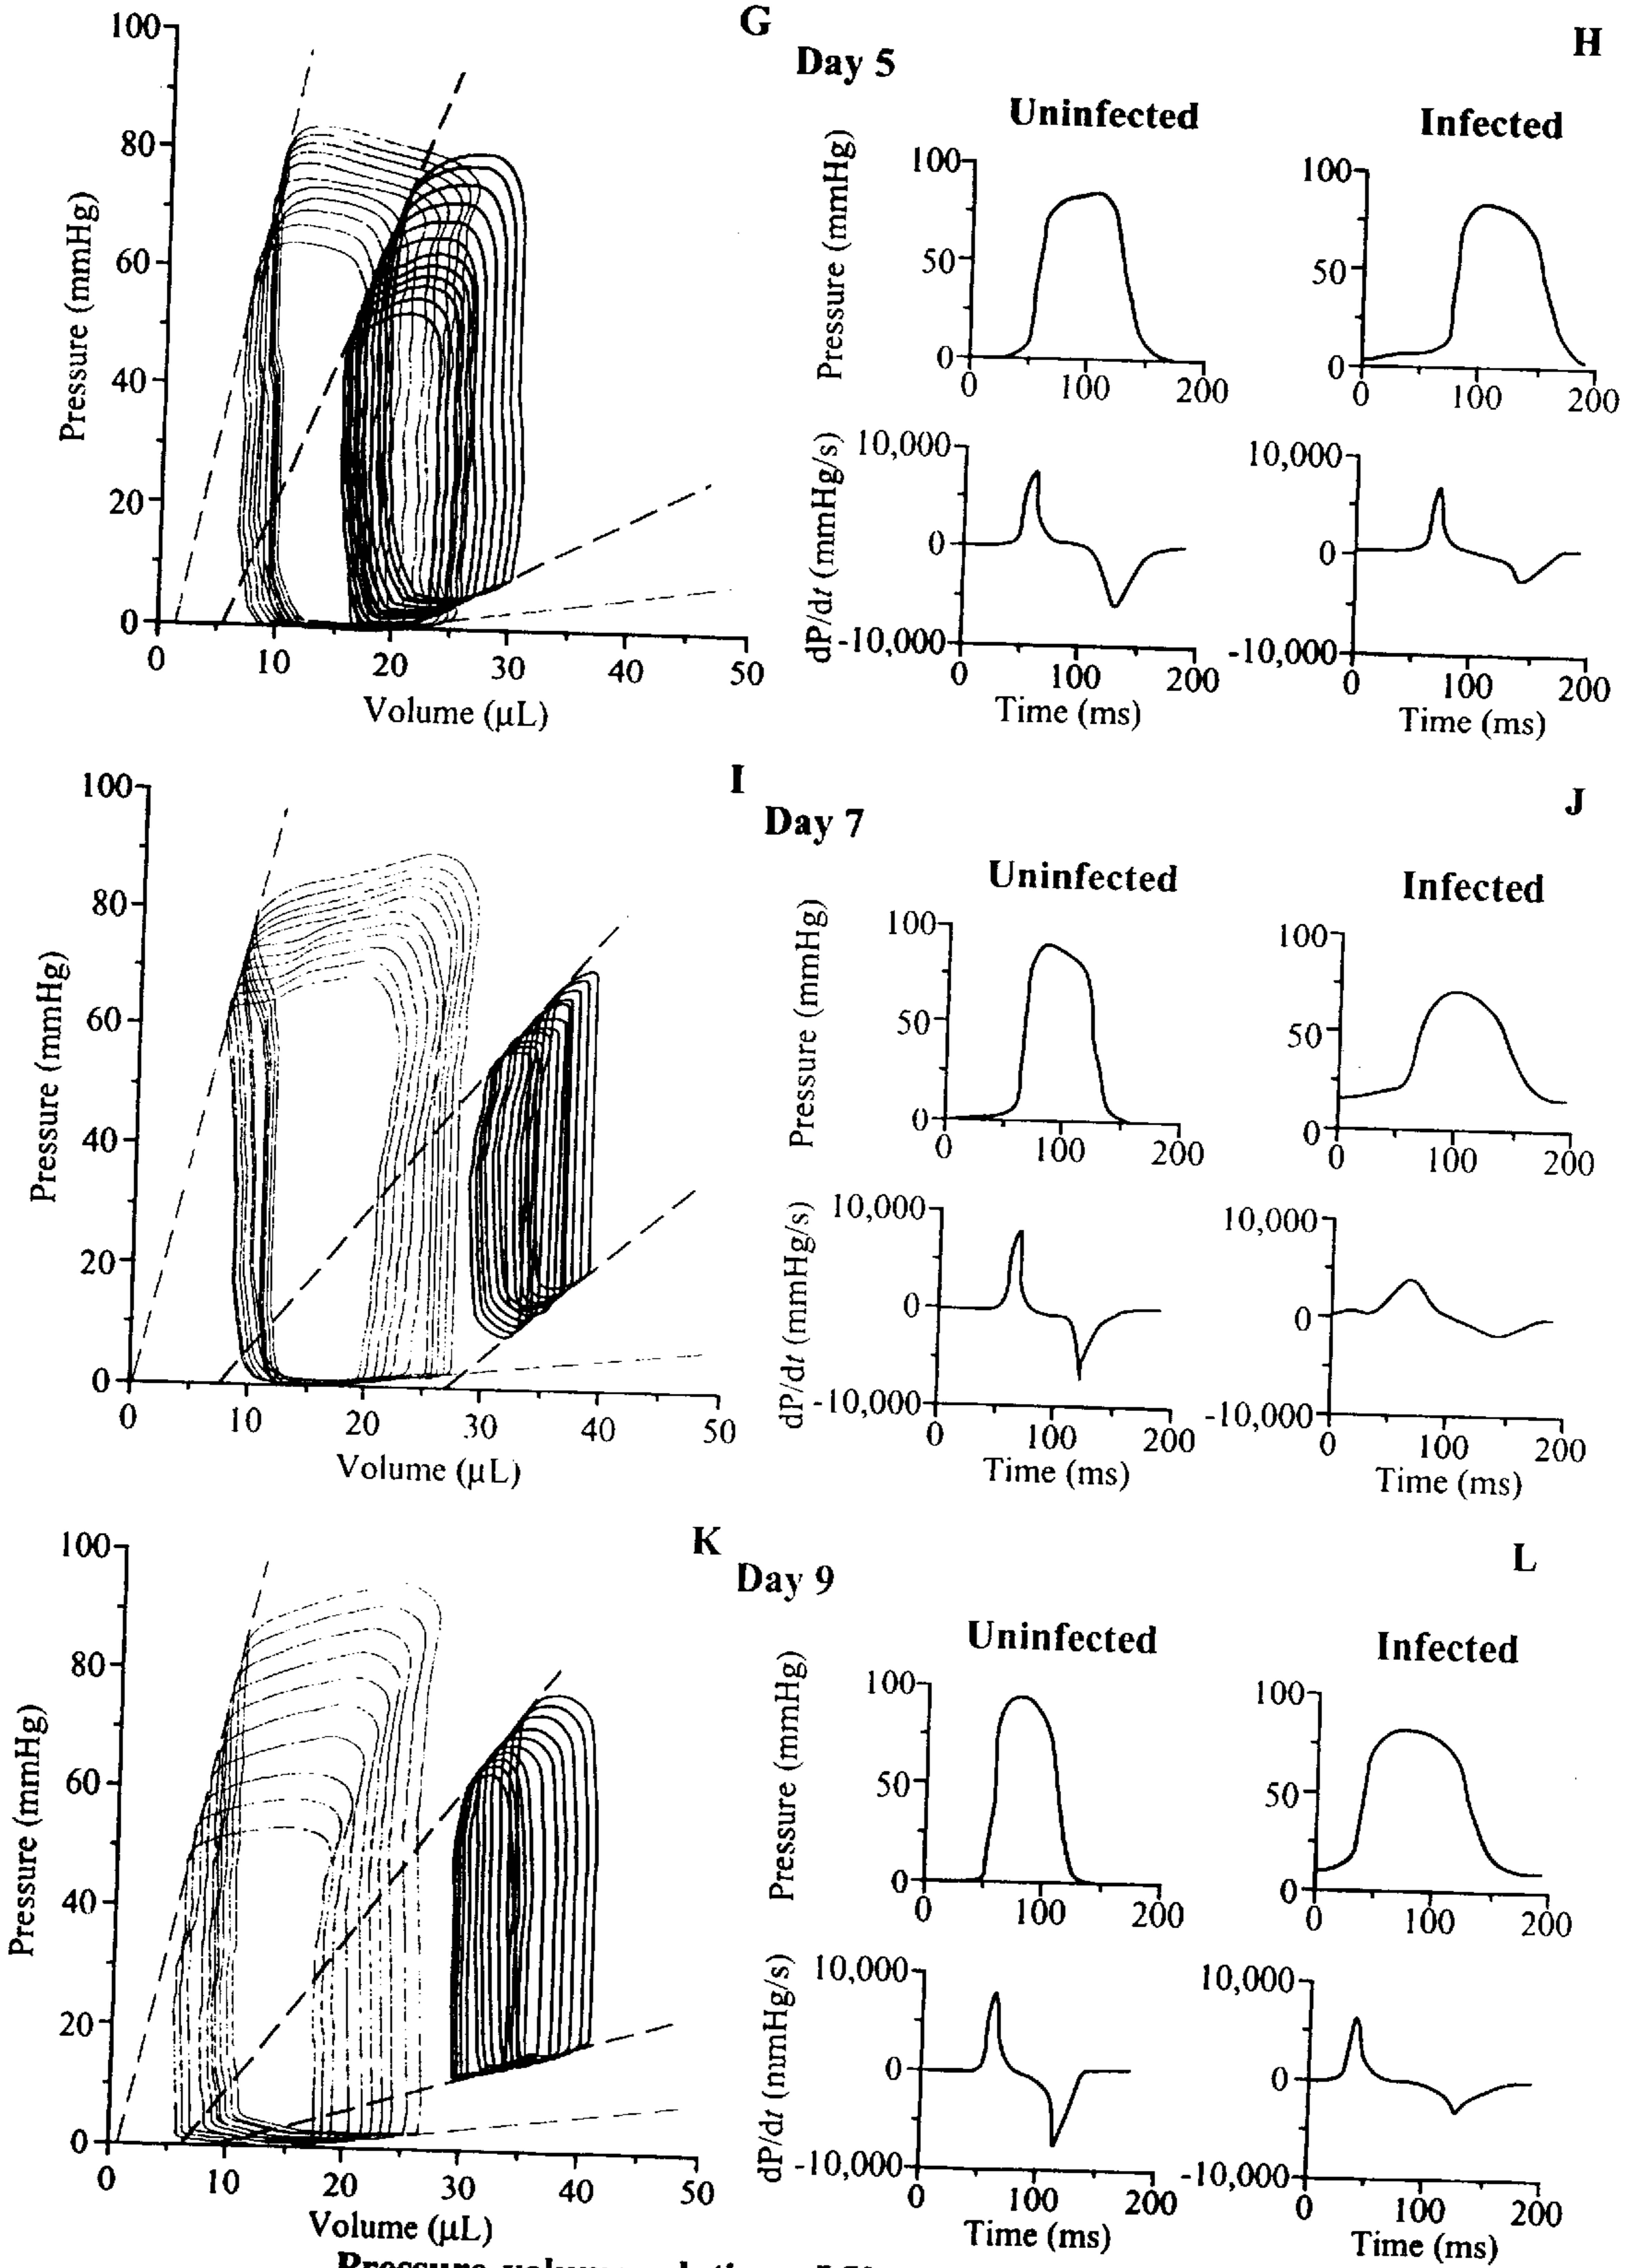 G
Day 5
H
Uninfected
Infected
Pressure (mmHg)
100
80
60
40
20
0
0 10 20 30 40 50
Volume (μL)
Pressure (mmHg)
100
50
0
0 100 200
100
50
0
0 100 200
dP/dt (mmHg/s)
10,000
0
-10,000
0 100 200
Time (ms)
10,000
0
-10,000
0 100 200
Time (ms)
I
Day 7
J
Uninfected
Infected
Pressure (mmHg)
100
80
60
40
20
0
0 10 20 30 40 50
Volume (μL)
Pressure (mmHg)
100
50
0
0 100 200
100
50
0
0 100 200
dP/dt (mmHg/s)
10,000
0
-10,000
0 100 200
Time (ms)
10,000
0
-10,000
0 100 200
Time (ms)
K
Day 9
L
Uninfected
Infected
Pressure (mmHg)
100
80
60
40
20
0
0 10 20 30 40 50
Volume (μL)
Pressure (mmHg)
100
50
0
0 100 200
100
50
0
0 100 200
dP/dt (mmHg/s)
10,000
0
-10,000
0 100 200
Time (ms)
10,000
0
-10,000
0 100 200
Time (ms)